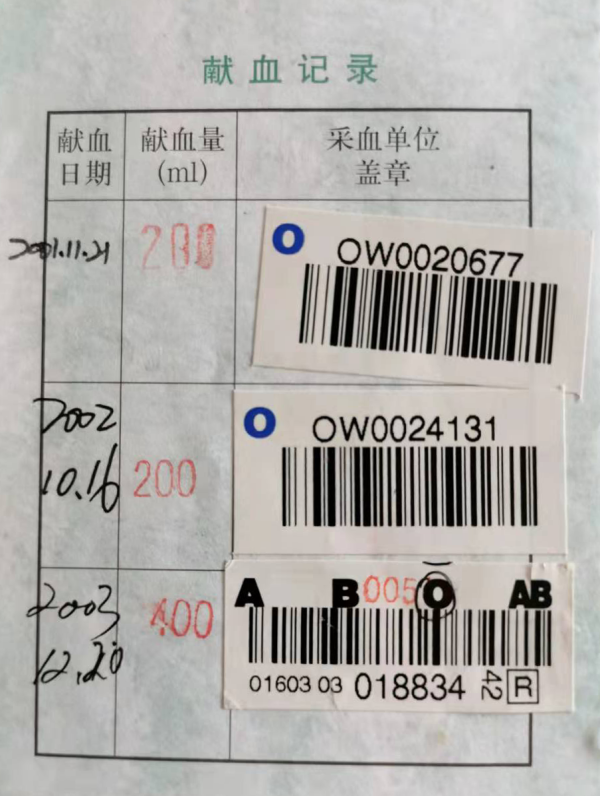 献血记录
献血
日期
献血量
(ml)
采血单位
盖章
2001.11.21
200
O
OW0020677
2002
10.16
200
O
OW0024131
2003
12.20
400
A B 005 O AB
01603 03 018834 42 R